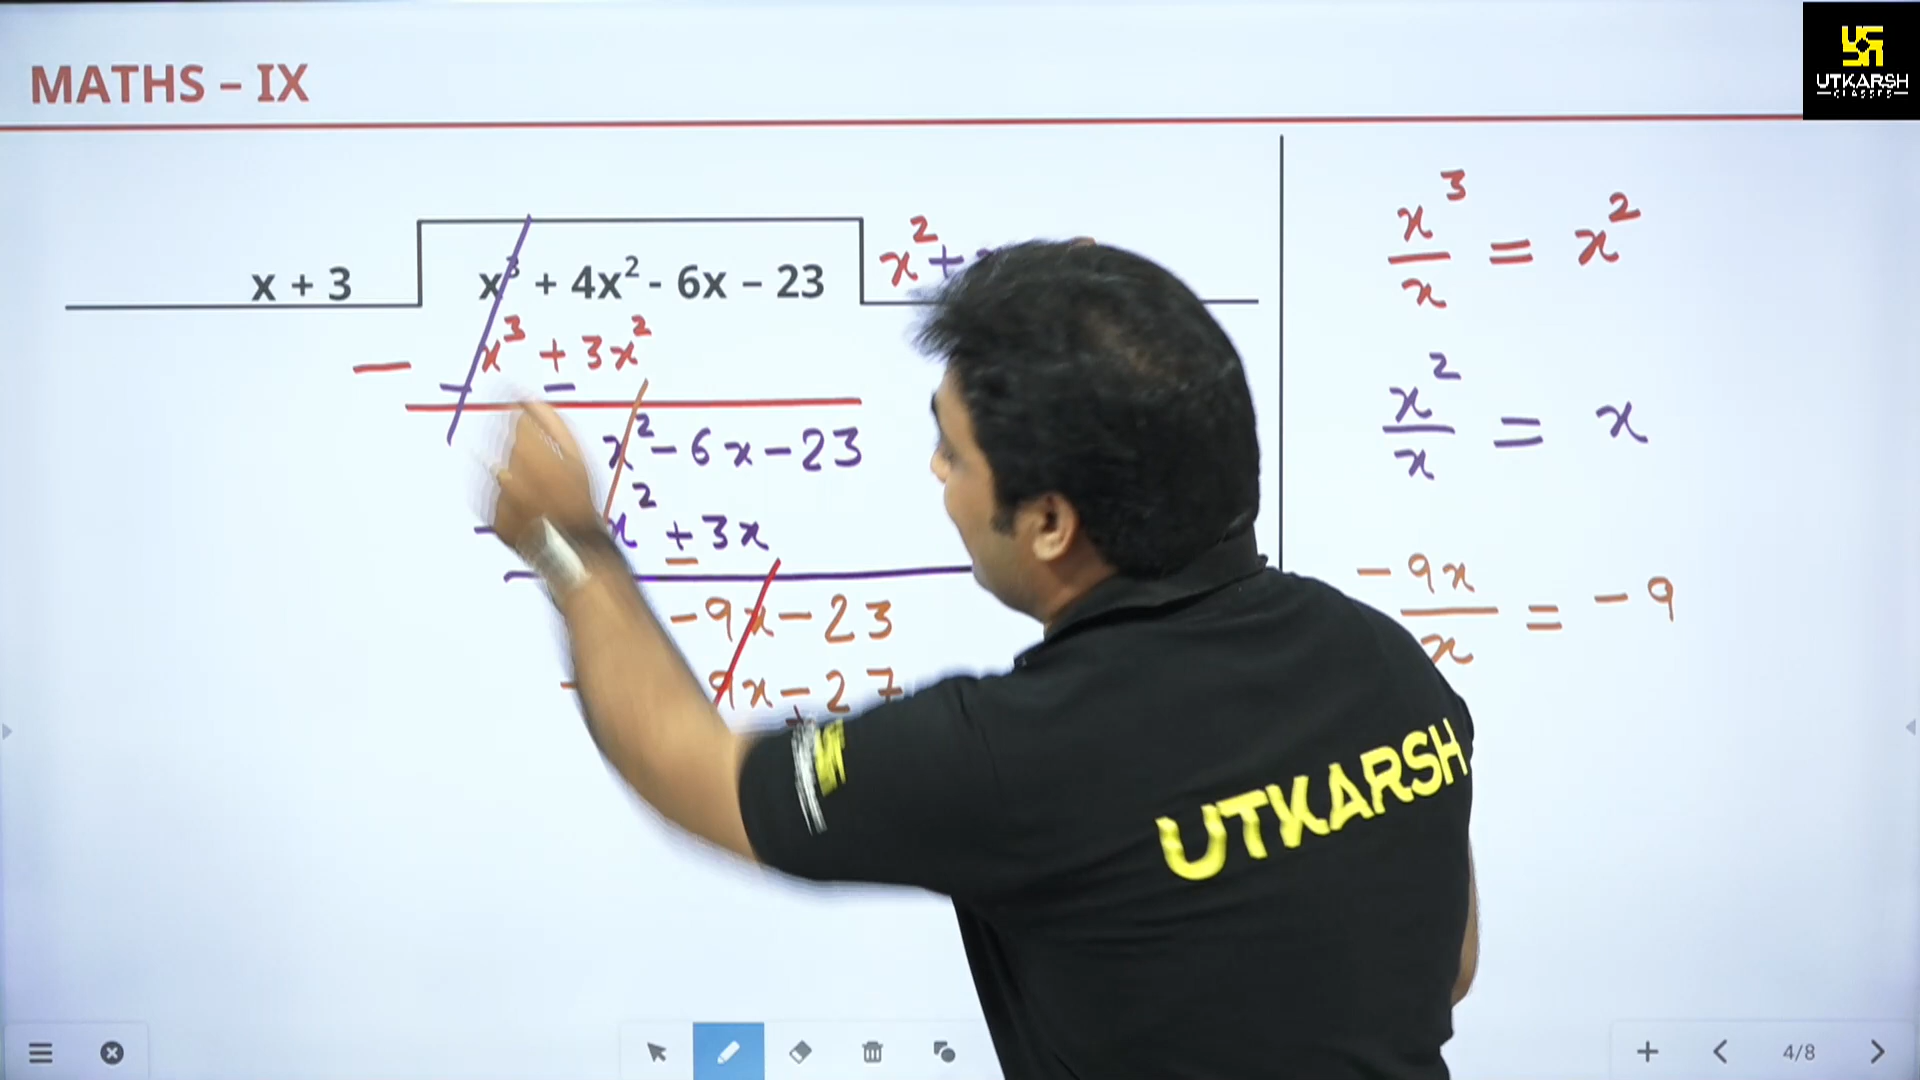 MATHS – IX
UTKARSH
CLASSES
x + 3
x³ + 4x² - 6x – 23
x² +
– x³ + 3x²
– –
x² – 6x – 23
– x² + 3x
–
– 9x – 23
9x – 27
+
x³/x = x²
x²/x = x
– 9x/x = – 9
UTKARSH
4/8